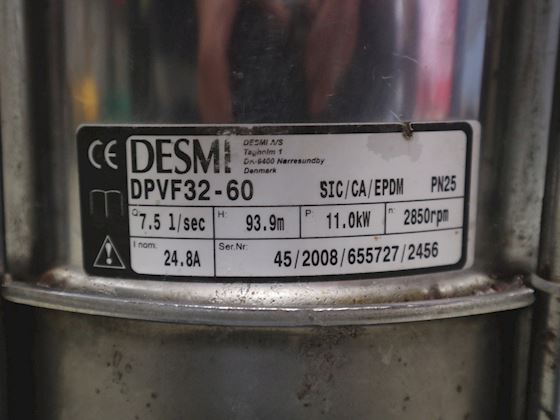 CE DESMI
DESMI A/S
Tagholm 1
DK-9400 Nørresundby
Denmark
DPVF32-60 SIC/CA/EPDM PN25
Q: 7.5 l/sec H: 93.9m P: 11.0kW n: 2850rpm
I nom: 24.8A Ser.Nr: 45/2008/655727/2456